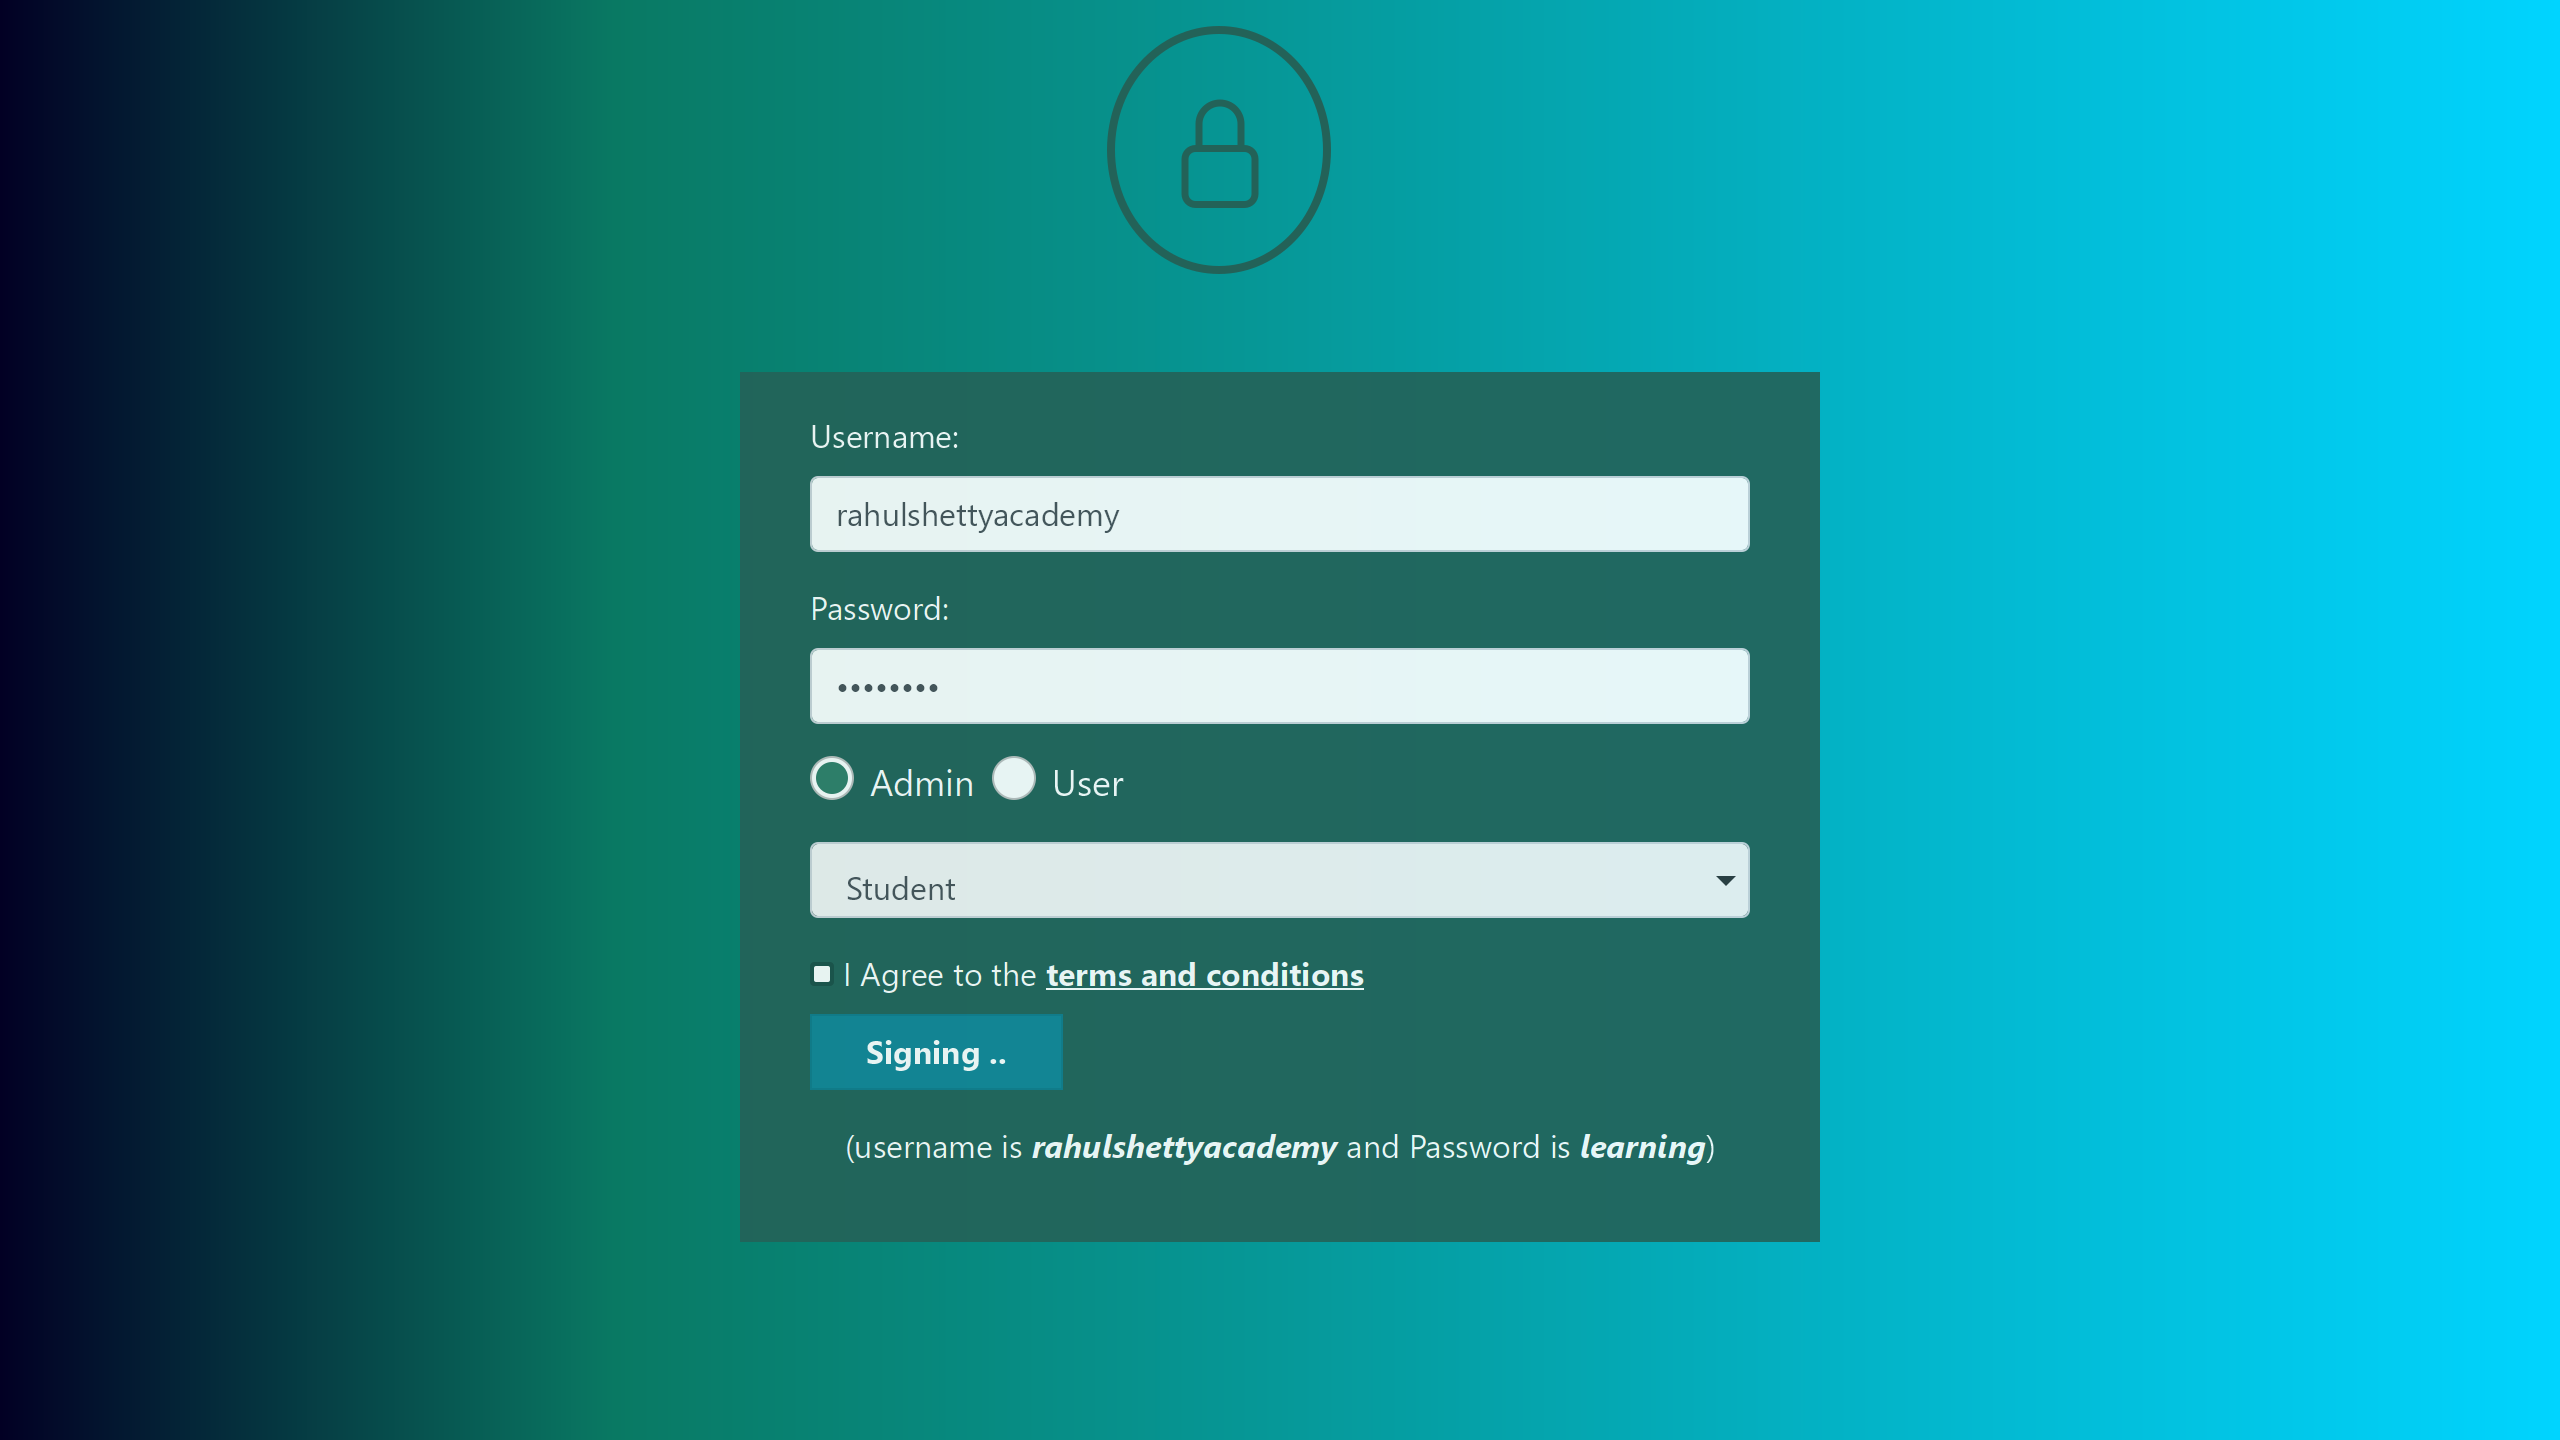 Username:
rahulshettyacademy
Password:
••••••••
Admin User
Student
I Agree to the terms and conditions
Signing ..
(username is rahulshettyacademy and Password is learning)